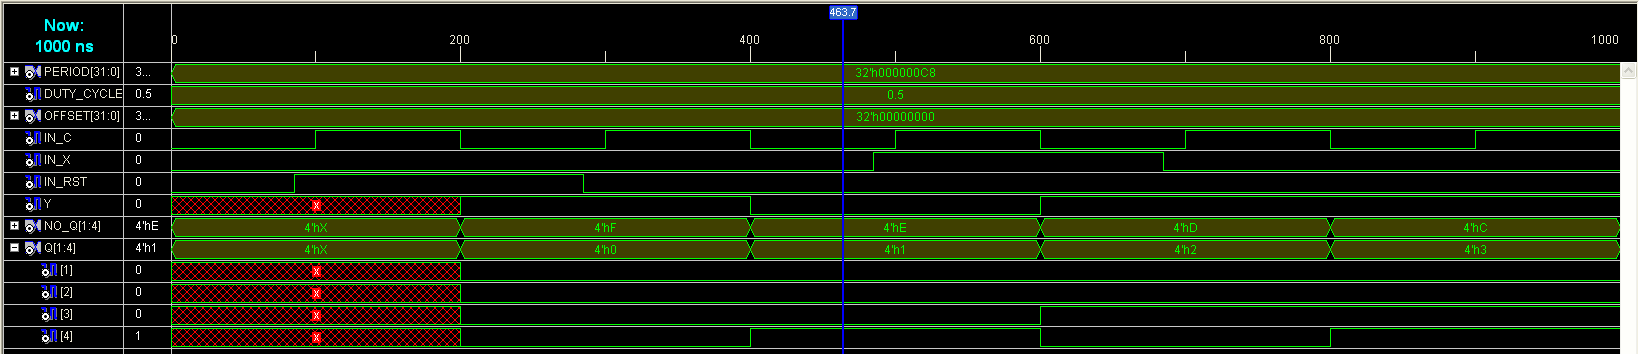 463.7
Now:
1000 ns
0 200 400 600 800 1000
PERIOD[31:0] 3... 32'h000000C8
DUTY_CYCLE 0.5 0.5
OFFSET[31:0] 3... 32'h00000000
IN_C 0
IN_X 0
IN_RST 0
Y 0 X
NO_Q[1:4] 4'hE 4'hX 4'hF 4'hE 4'hD 4'hC
Q[1:4] 4'h1 4'hX 4'h0 4'h1 4'h2 4'h3
[1] 0 X
[2] 0 X
[3] 0 X
[4] 1 X